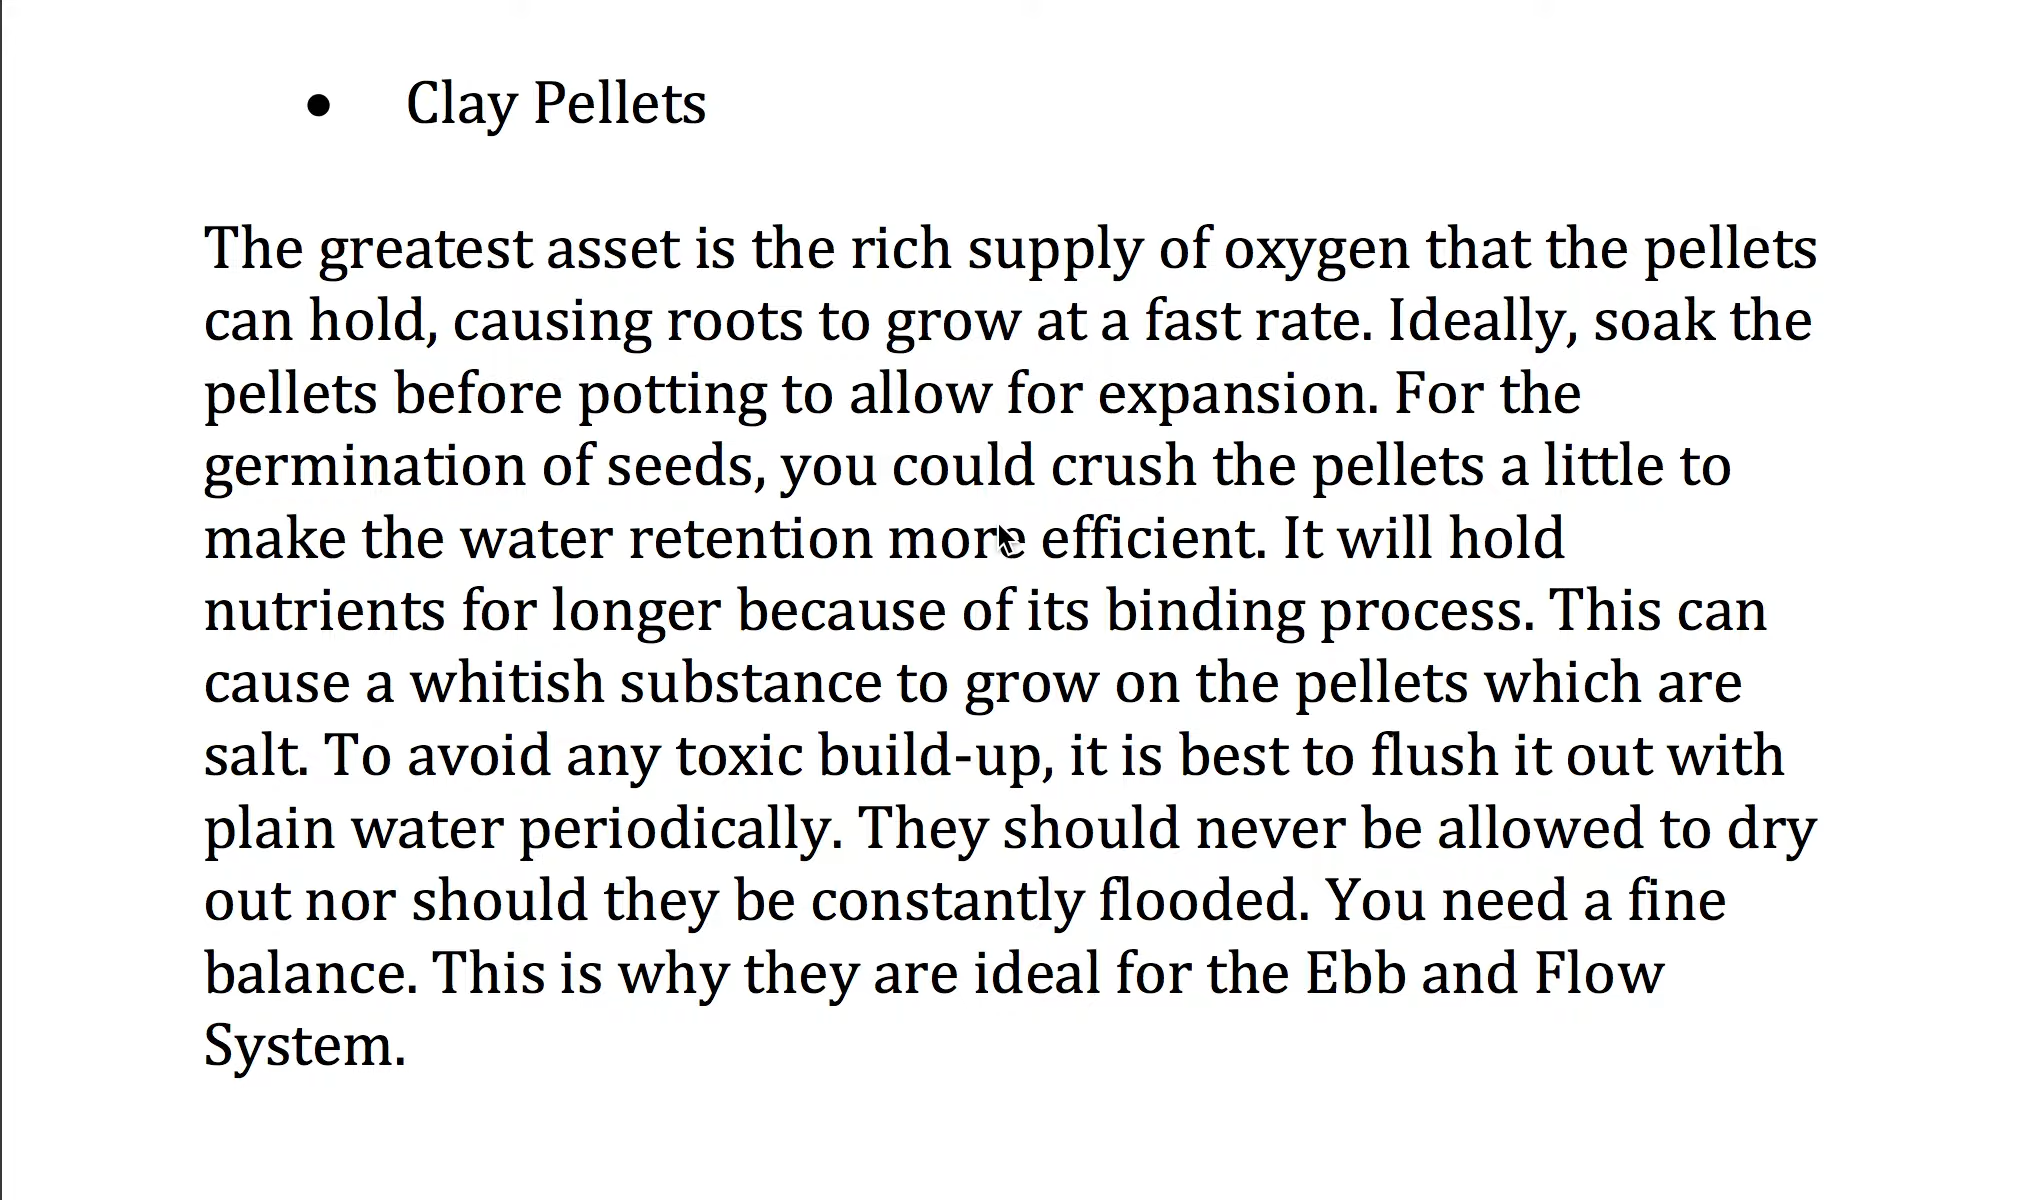 • Clay Pellets
The greatest asset is the rich supply of oxygen that the pellets
can hold, causing roots to grow at a fast rate. Ideally, soak the
pellets before potting to allow for expansion. For the
germination of seeds, you could crush the pellets a little to
make the water retention more efficient. It will hold
nutrients for longer because of its binding process. This can
cause a whitish substance to grow on the pellets which are
salt. To avoid any toxic build-up, it is best to flush it out with
plain water periodically. They should never be allowed to dry
out nor should they be constantly flooded. You need a fine
balance. This is why they are ideal for the Ebb and Flow
System.